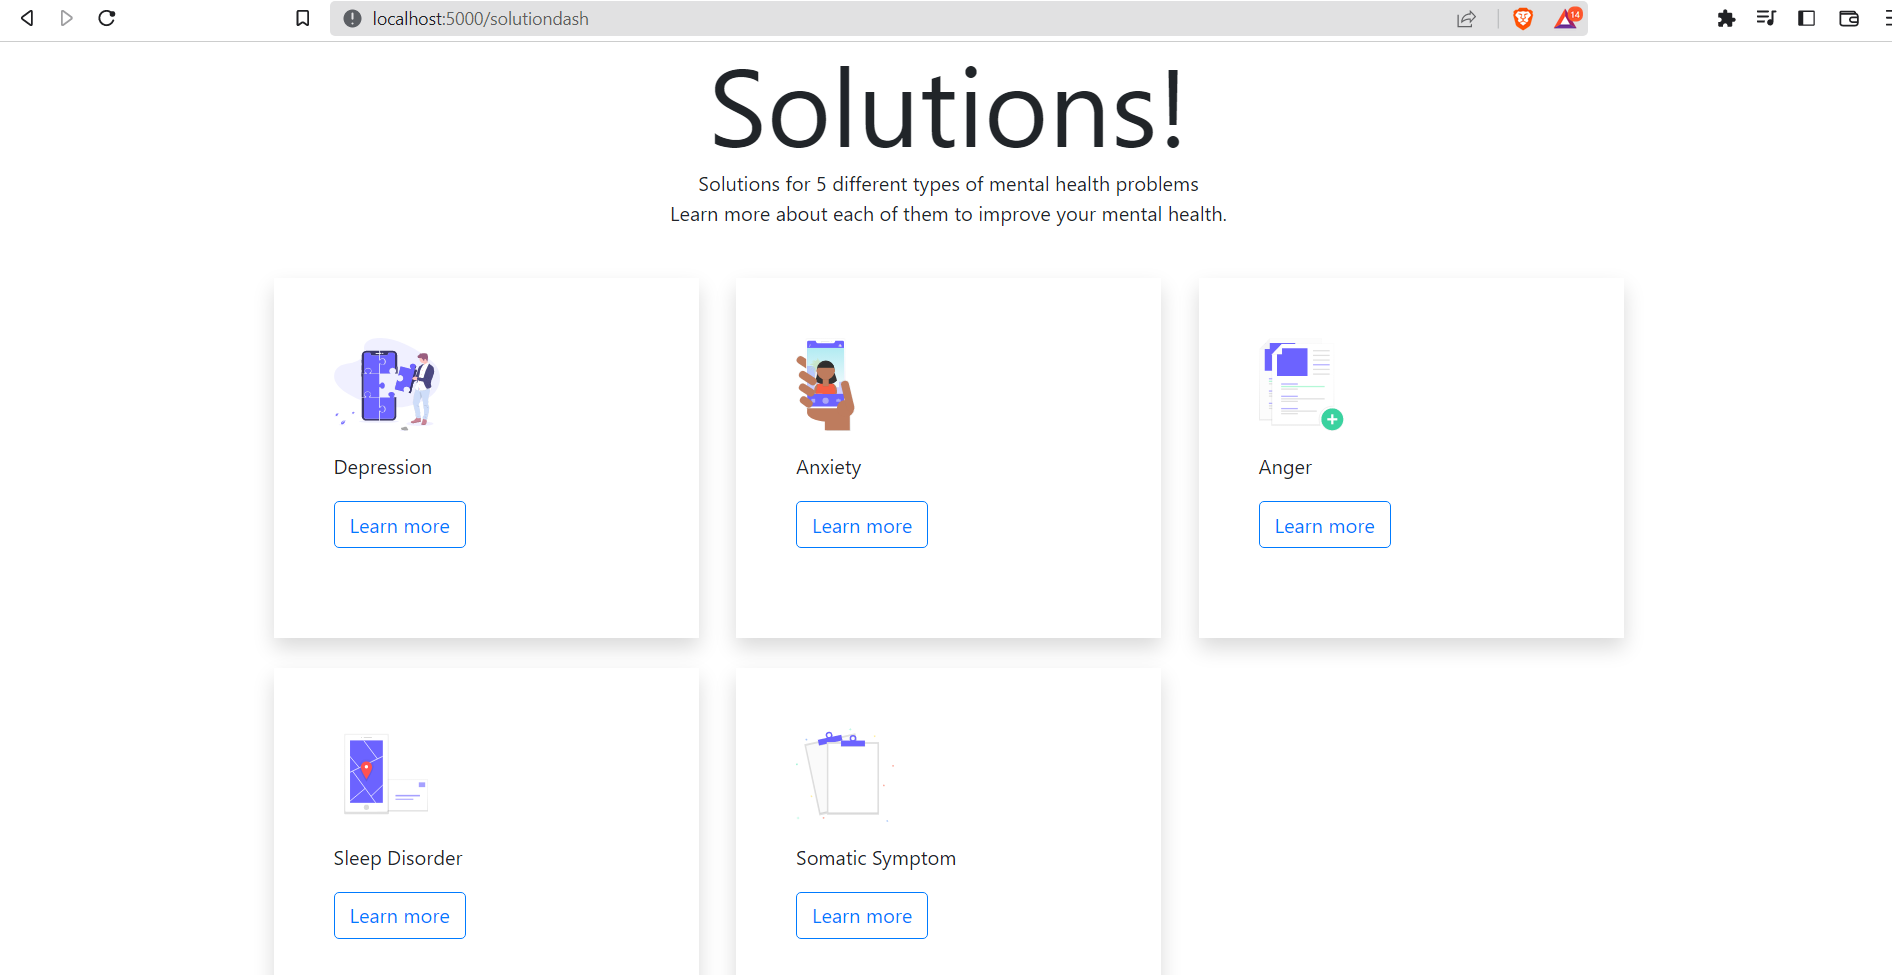 localhost:5000/solutiondash
14
Solutions!
Solutions for 5 different types of mental health problems
Learn more about each of them to improve your mental health.
Depression
Learn more
Anxiety
Learn more
Anger
Learn more
Sleep Disorder
Learn more
Somatic Symptom
Learn more